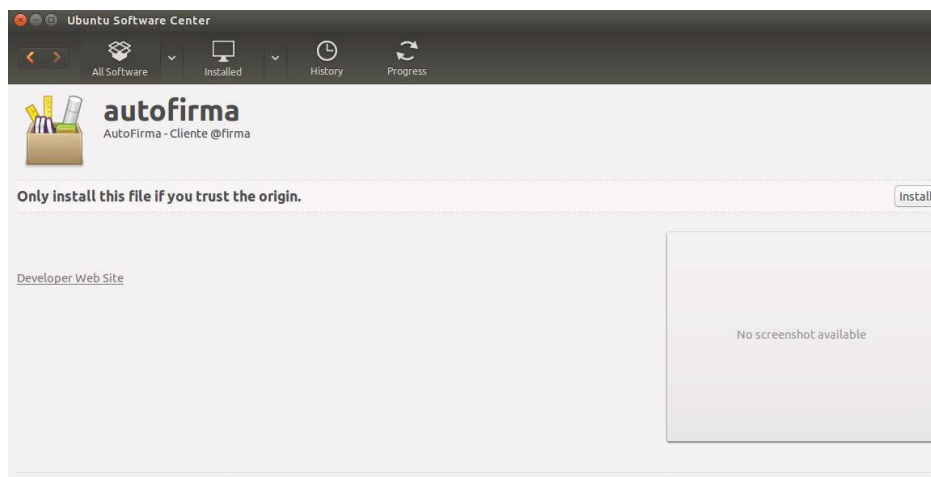 Ubuntu Software Center
All Software
Installed
History
Progress
autofirma
AutoFirma - Cliente @firma
Only install this file if you trust the origin.
Install
Developer Web Site
No screenshot available